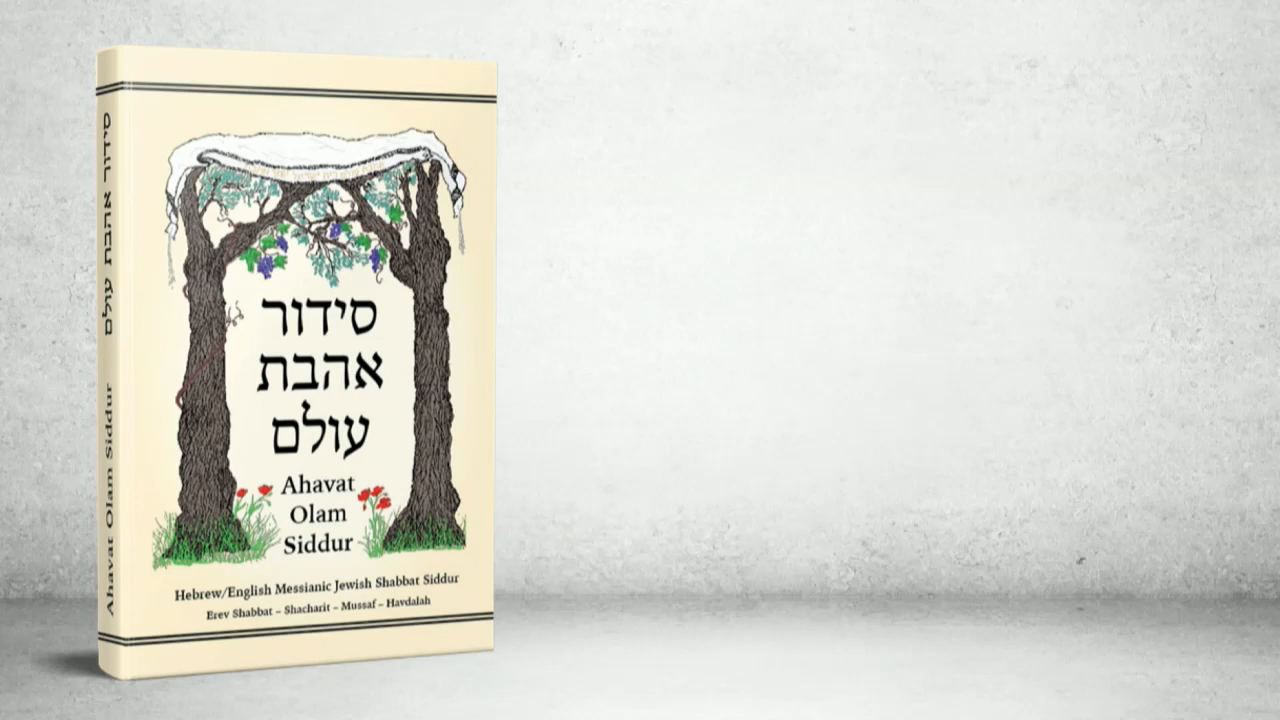 סידור
אהבת
עולם
Ahavat
Olam
Siddur
Hebrew/English Messianic Jewish Shabbat Siddur
Erev Shabbat – Shacharit – Mussaf – Havdalah
סידור אהבת עולם
Ahavat Olam Siddur